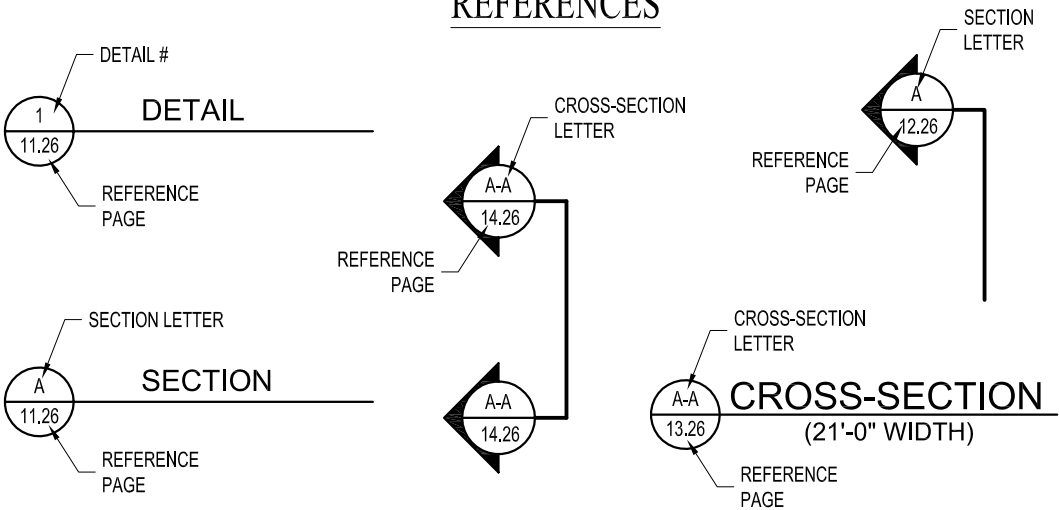 REFERENCES
DETAIL #
1
11.26
DETAIL
REFERENCE
PAGE
SECTION LETTER
A
11.26
SECTION
REFERENCE
PAGE
CROSS-SECTION
LETTER
A-A
14.26
REFERENCE
PAGE
A-A
14.26
SECTION
LETTER
A
12.26
REFERENCE
PAGE
CROSS-SECTION
LETTER
A-A
13.26
CROSS-SECTION
(21'-0" WIDTH)
REFERENCE
PAGE